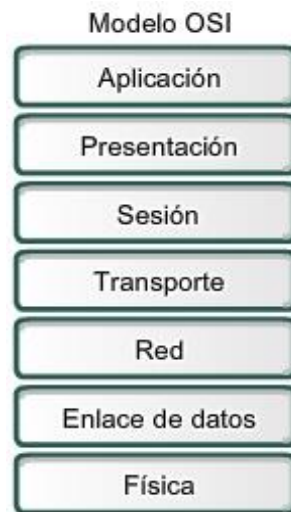 Modelo OSI
Aplicación
Presentación
Sesión
Transporte
Red
Enlace de datos
Física